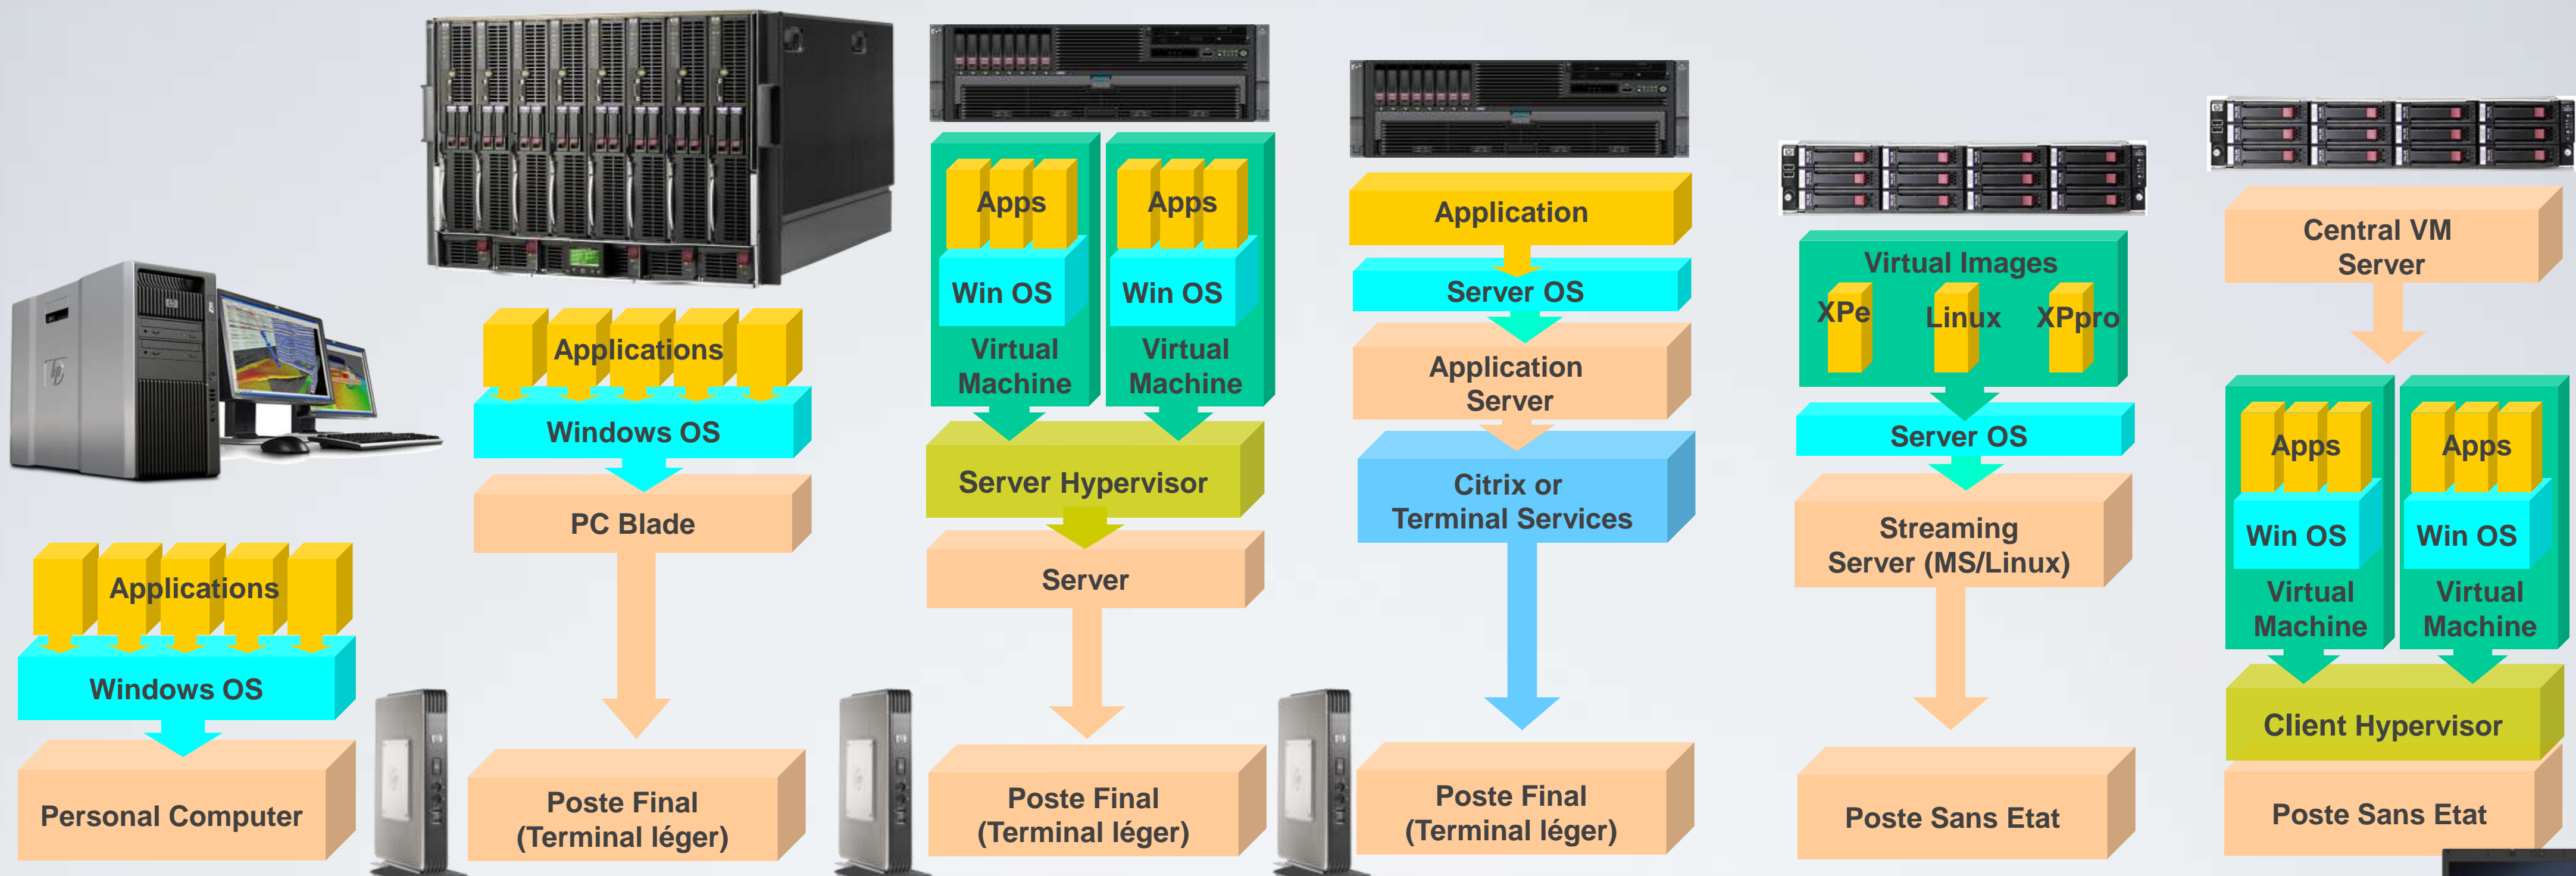 Applications
Windows OS
Personal Computer
Applications
Windows OS
PC Blade
Poste Final
(Terminal léger)
Apps
Apps
Win OS
Win OS
Virtual
Machine
Virtual
Machine
Server Hypervisor
Server
Poste Final
(Terminal léger)
Application
Server OS
Application
Server
Citrix or
Terminal Services
Poste Final
(Terminal léger)
Virtual Images
XPe
Linux
XPpro
Server OS
Streaming
Server (MS/Linux)
Poste Sans Etat
Central VM
Server
Apps
Apps
Win OS
Win OS
Virtual
Machine
Virtual
Machine
Client Hypervisor
Poste Sans Etat